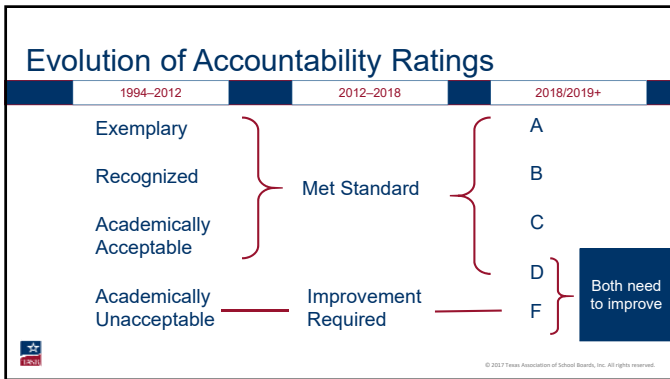 Evolution of Accountability Ratings
1994–2012
2012–2018
2018/2019+
Exemplary
Recognized
Academically
Acceptable
Academically
Unacceptable
Met Standard
Improvement
Required
A
B
C
D
F
Both need
to improve
© 2017 Texas Association of School Boards, Inc. All rights reserved.